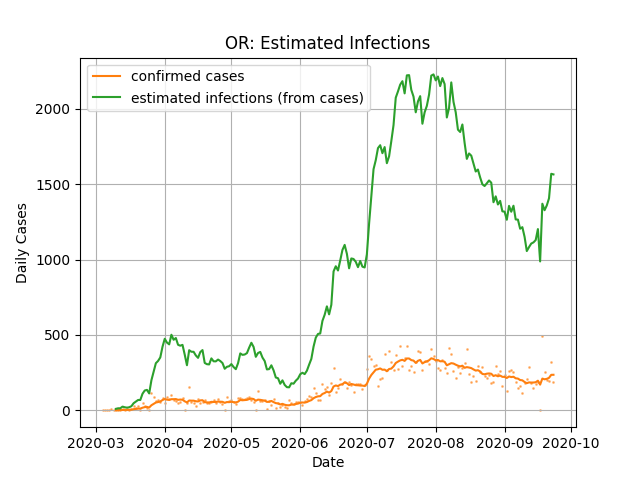 OR: Estimated Infections
confirmed cases
estimated infections (from cases)
Daily Cases
2000
1500
1000
500
0
2020-03 2020-04 2020-05 2020-06 2020-07 2020-08 2020-09 2020-10
Date